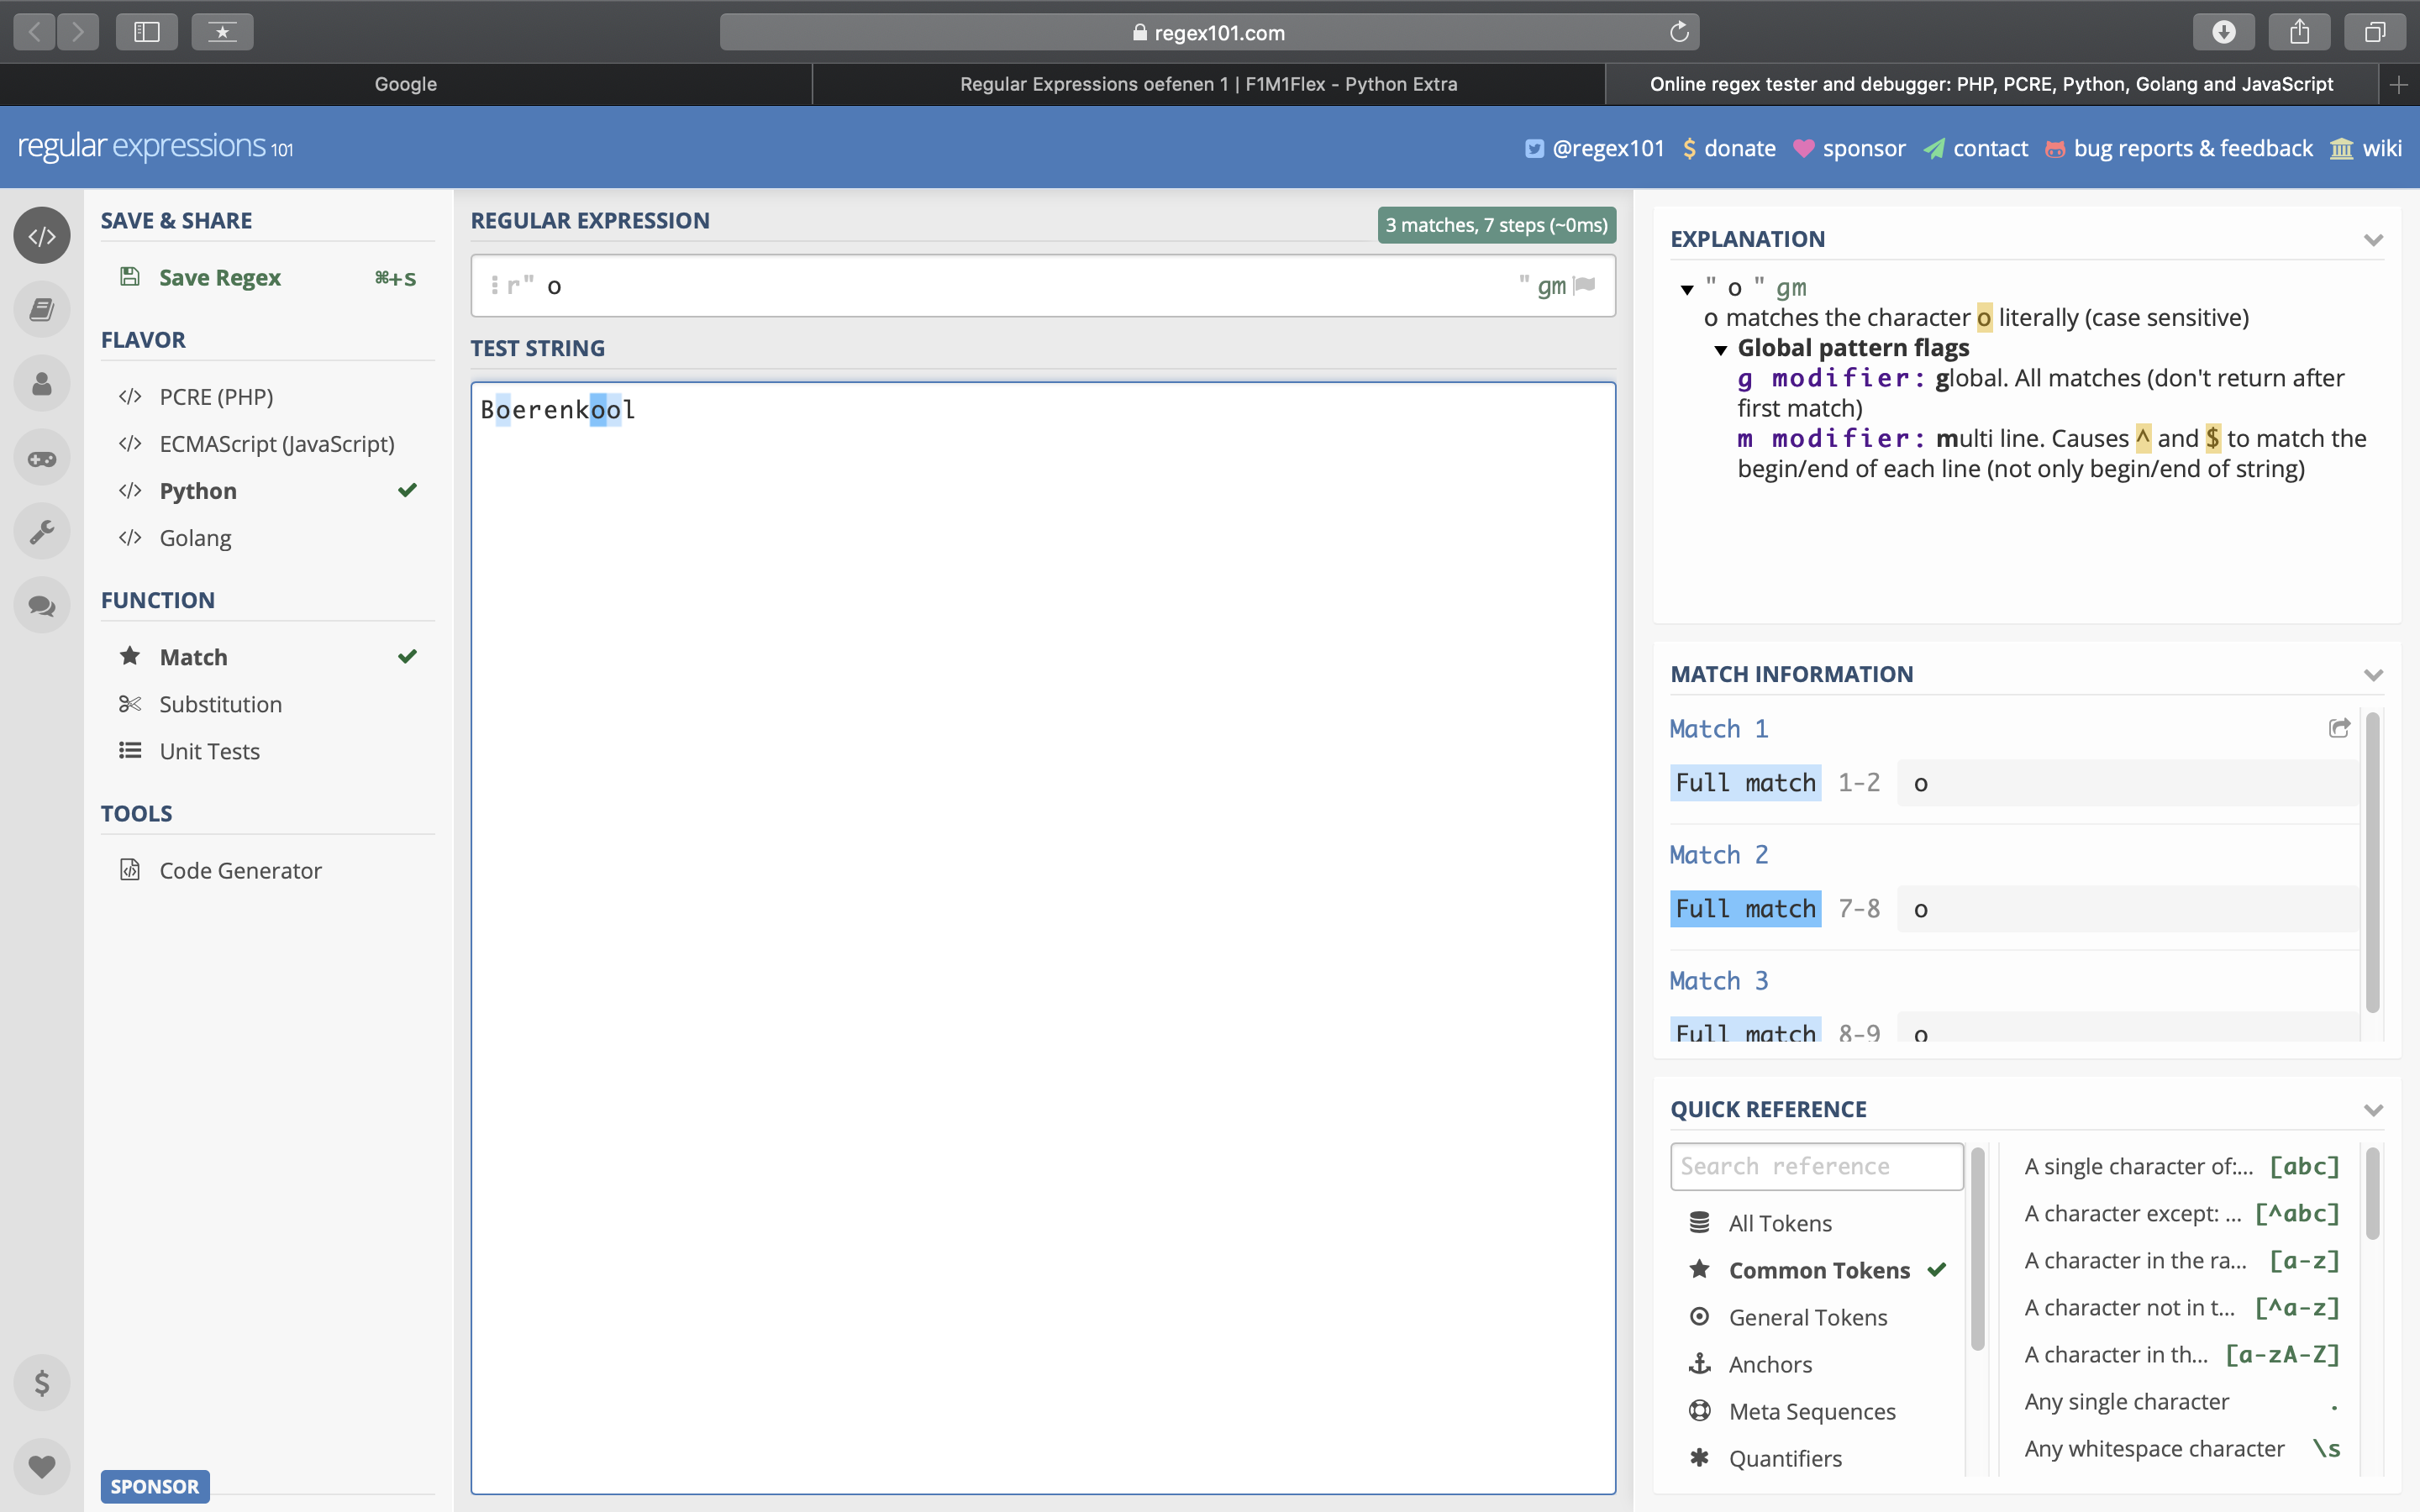 regex101.com
Google
Regular Expressions oefenen 1 | F1M1Flex - Python Extra
Online regex tester and debugger: PHP, PCRE, Python, Golang and JavaScript
regular expressions 101
@regex101
$ donate
sponsor
contact
bug reports & feedback
wiki
SAVE & SHARE
Save Regex ⌘+S
FLAVOR
</> PCRE (PHP)
</> ECMAScript (JavaScript)
</> Python
</> Golang
FUNCTION
Match
Substitution
Unit Tests
TOOLS
Code Generator
SPONSOR
REGULAR EXPRESSION
3 matches, 7 steps (~0ms)
r" o " gm
TEST STRING
Boerenkool
EXPLANATION
" o " gm
o matches the character o literally (case sensitive)
Global pattern flags
g modifier: global. All matches (don't return after
first match)
m modifier: multi line. Causes ^ and $ to match the
begin/end of each line (not only begin/end of string)
MATCH INFORMATION
Match 1
Full match 1-2 o
Match 2
Full match 7-8 o
Match 3
Full match 8-9 o
QUICK REFERENCE
Search reference
All Tokens
Common Tokens
General Tokens
Anchors
Meta Sequences
Quantifiers
A single character of:... [abc]
A character except: ... [^abc]
A character in the ra... [a-z]
A character not in t... [^a-z]
A character in th... [a-zA-Z]
Any single character .
Any whitespace character \s